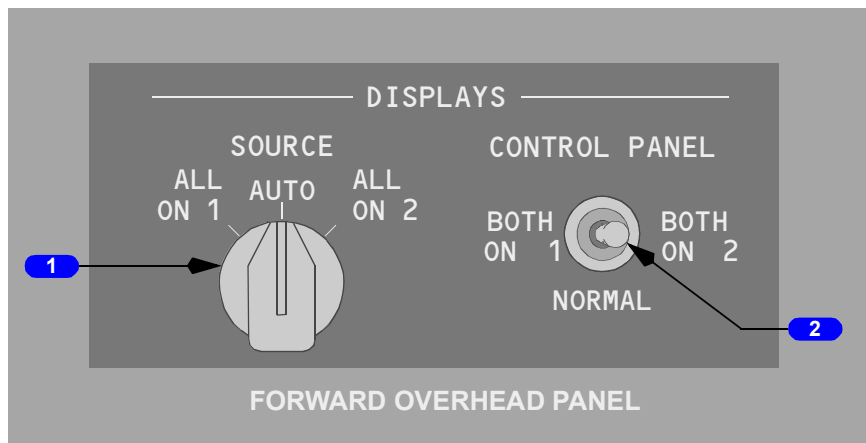 DISPLAYS
SOURCE
CONTROL PANEL
ALL
ON 1
AUTO
ALL
ON 2
BOTH
ON 1
BOTH
ON 2
NORMAL
1
2
FORWARD OVERHEAD PANEL